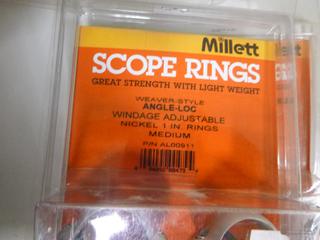 Millett
SCOPE RINGS
GREAT STRENGTH WITH LIGHT WEIGHT
WEAVER-STYLE
ANGLE-LOC
WINDAGE ADJUSTABLE
NICKEL 1 IN. RINGS
MEDIUM
P/N AL00911